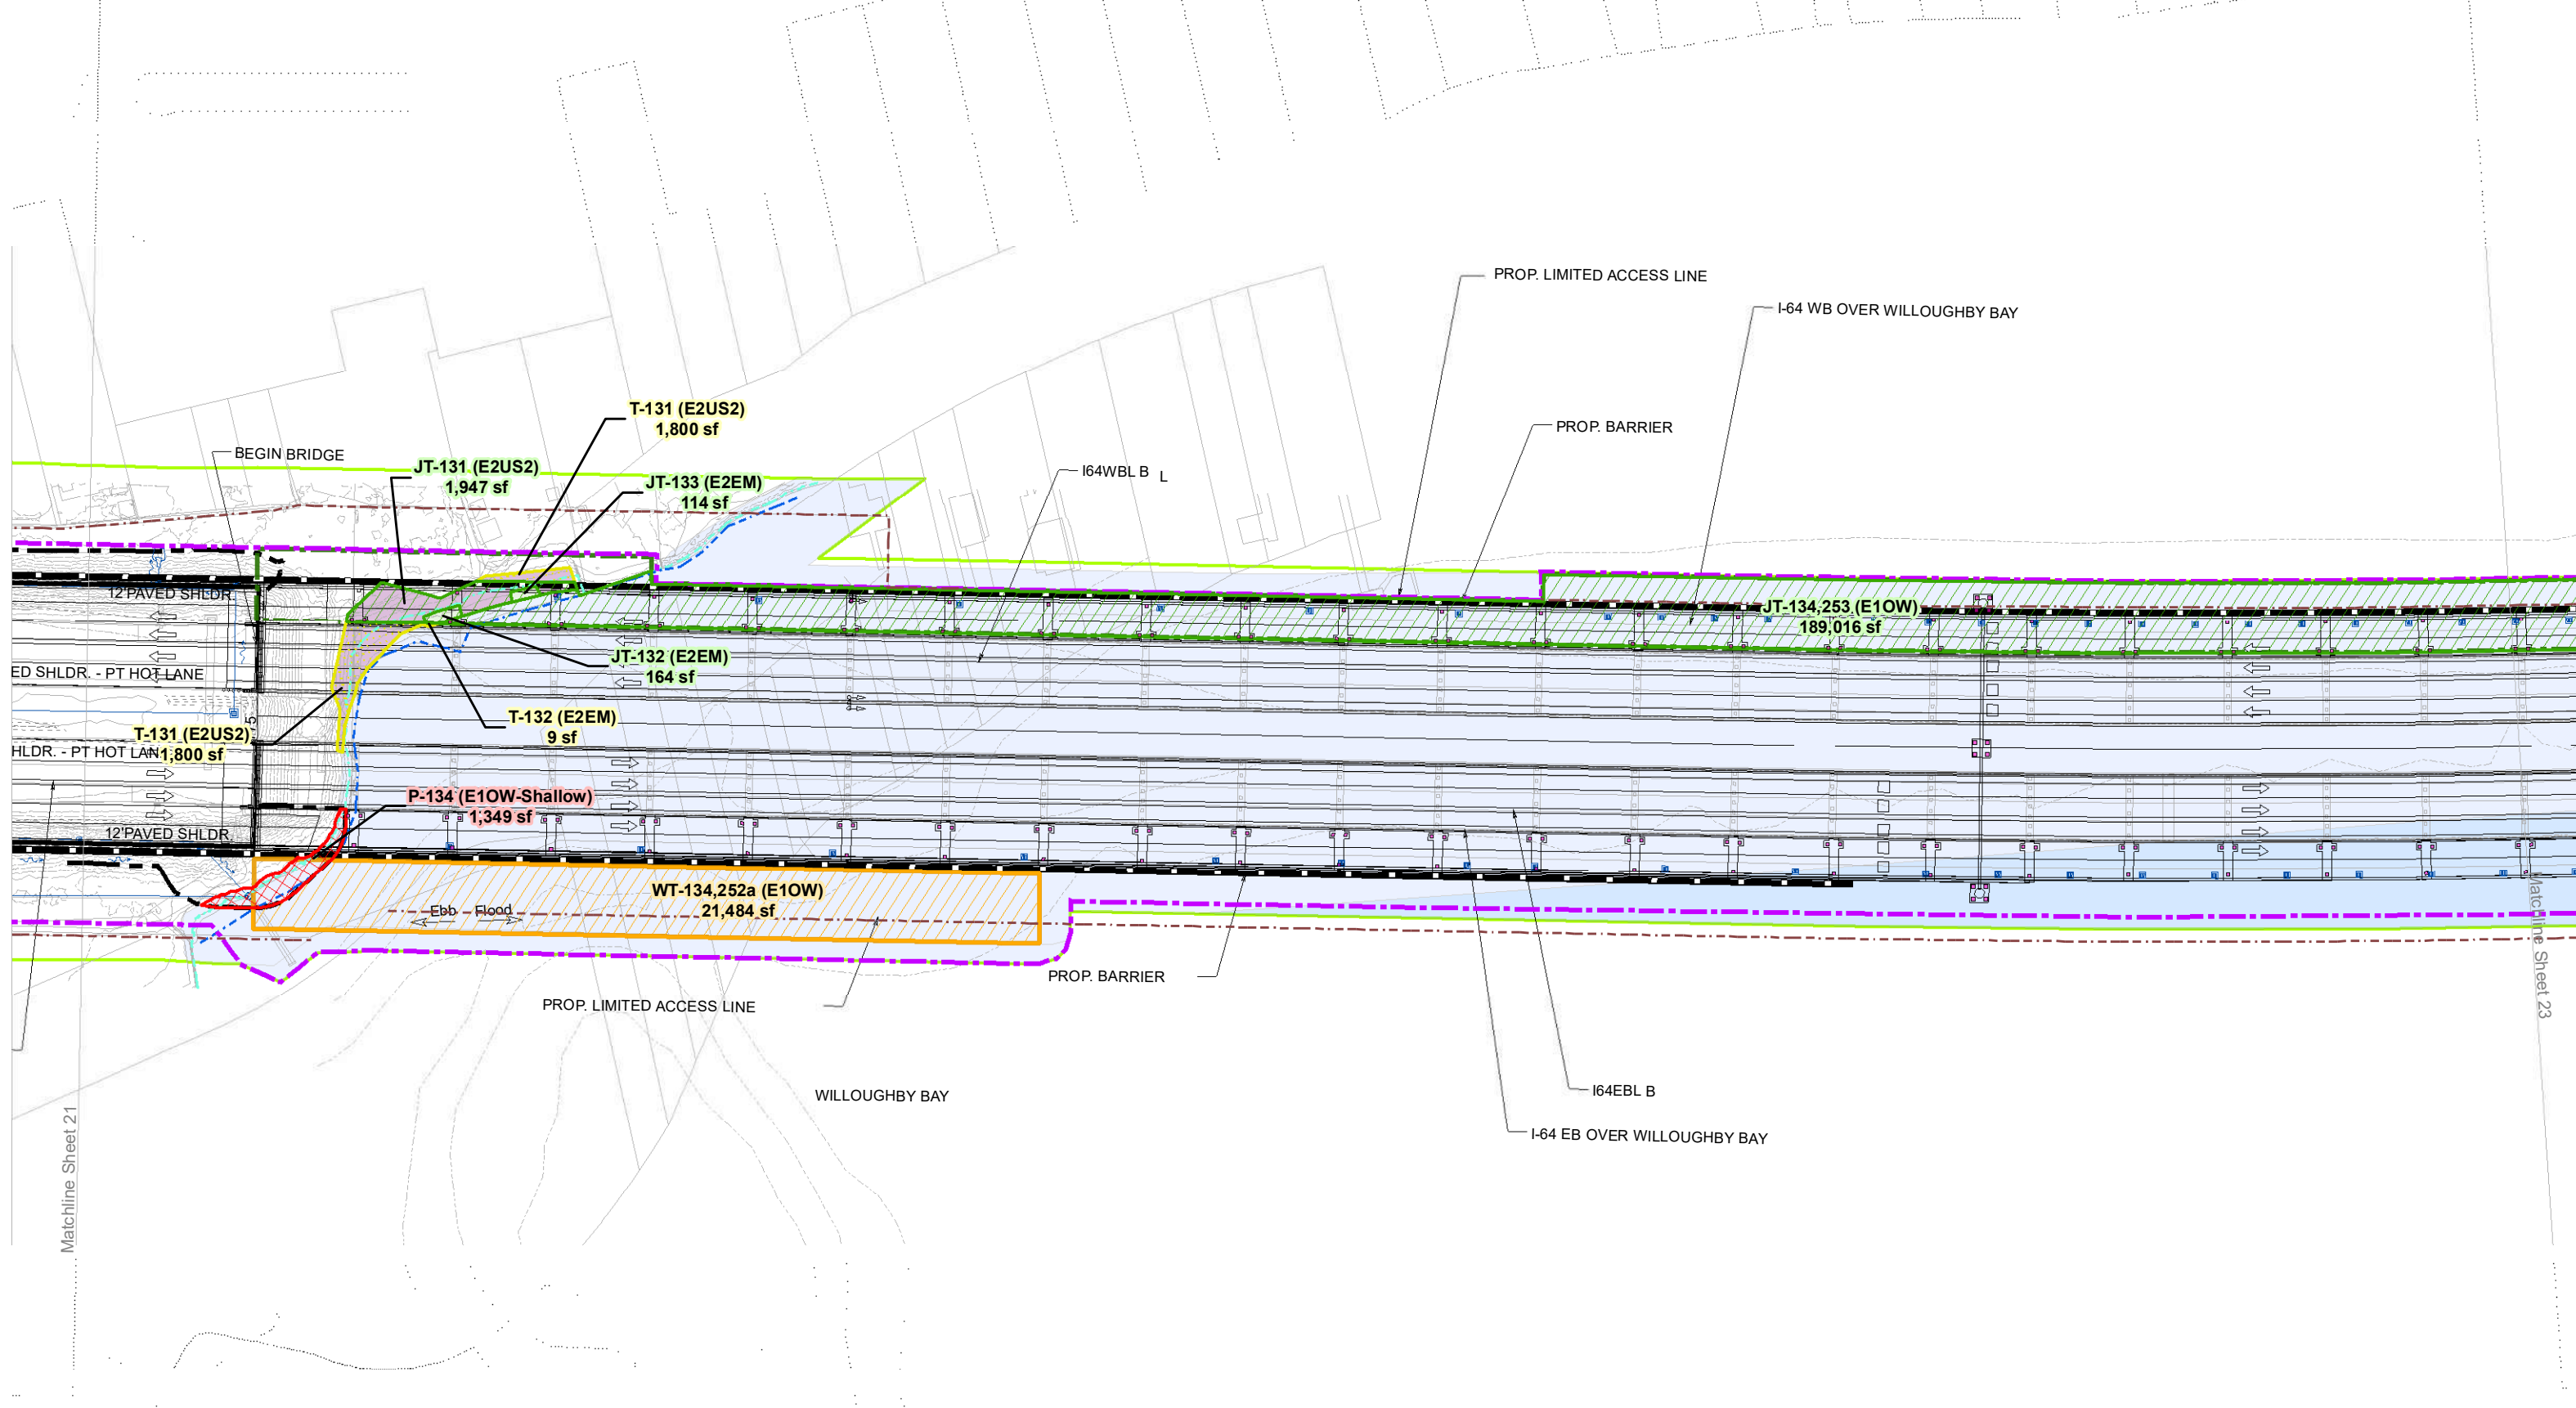 PROP. LIMITED ACCESS LINE
I-64 WB OVER WILLOUGHBY BAY
T-131 (E2US2)
1,800 sf
PROP. BARRIER
BEGIN BRIDGE
JT-131 (E2US2)
1,947 sf
I64WBL B
L
JT-133 (E2EM)
114 sf
12'PAVED SHLDR.
JT-134,253 (E1OW)
189,016 sf
JT-132 (E2EM)
164 sf
ED SHLDR. - PT HOT LANE
T-132 (E2EM)
9 sf
T-131 (E2US2)
1,800 sf
HLDR. - PT HOT LAN
P-134 (E1OW-Shallow)
1,349 sf
12'PAVED SHLDR
WT-134,252a (E1OW)
21,484 sf
Ebb Flood
Matchline Sheet 23
PROP. BARRIER
PROP. LIMITED ACCESS LINE
I64EBL B
WILLOUGHBY BAY
I-64 EB OVER WILLOUGHBY BAY
Matchline Sheet 21